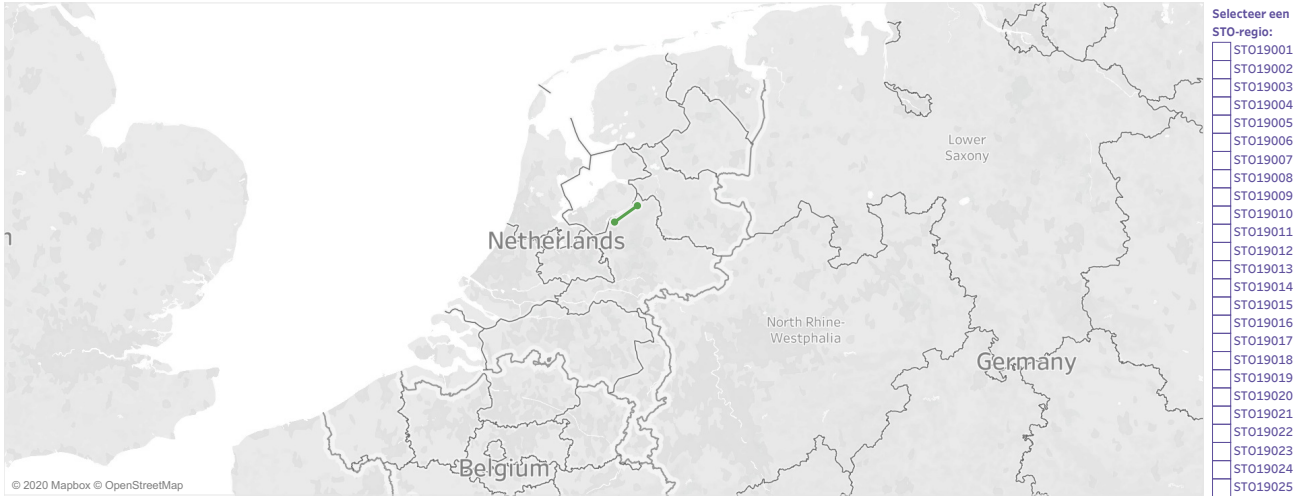 Selecteer een
STO-regio:
STO19001
STO19002
STO19003
STO19004
STO19005
STO19006
STO19007
STO19008
STO19009
STO19010
STO19011
STO19012
STO19013
STO19014
STO19015
STO19016
STO19017
STO19018
STO19019
STO19020
STO19021
STO19022
STO19023
STO19024
STO19025
Lower
Saxony
Netherlands
North Rhine-
Westphalia
Germany
Belgium
© 2020 Mapbox © OpenStreetMap